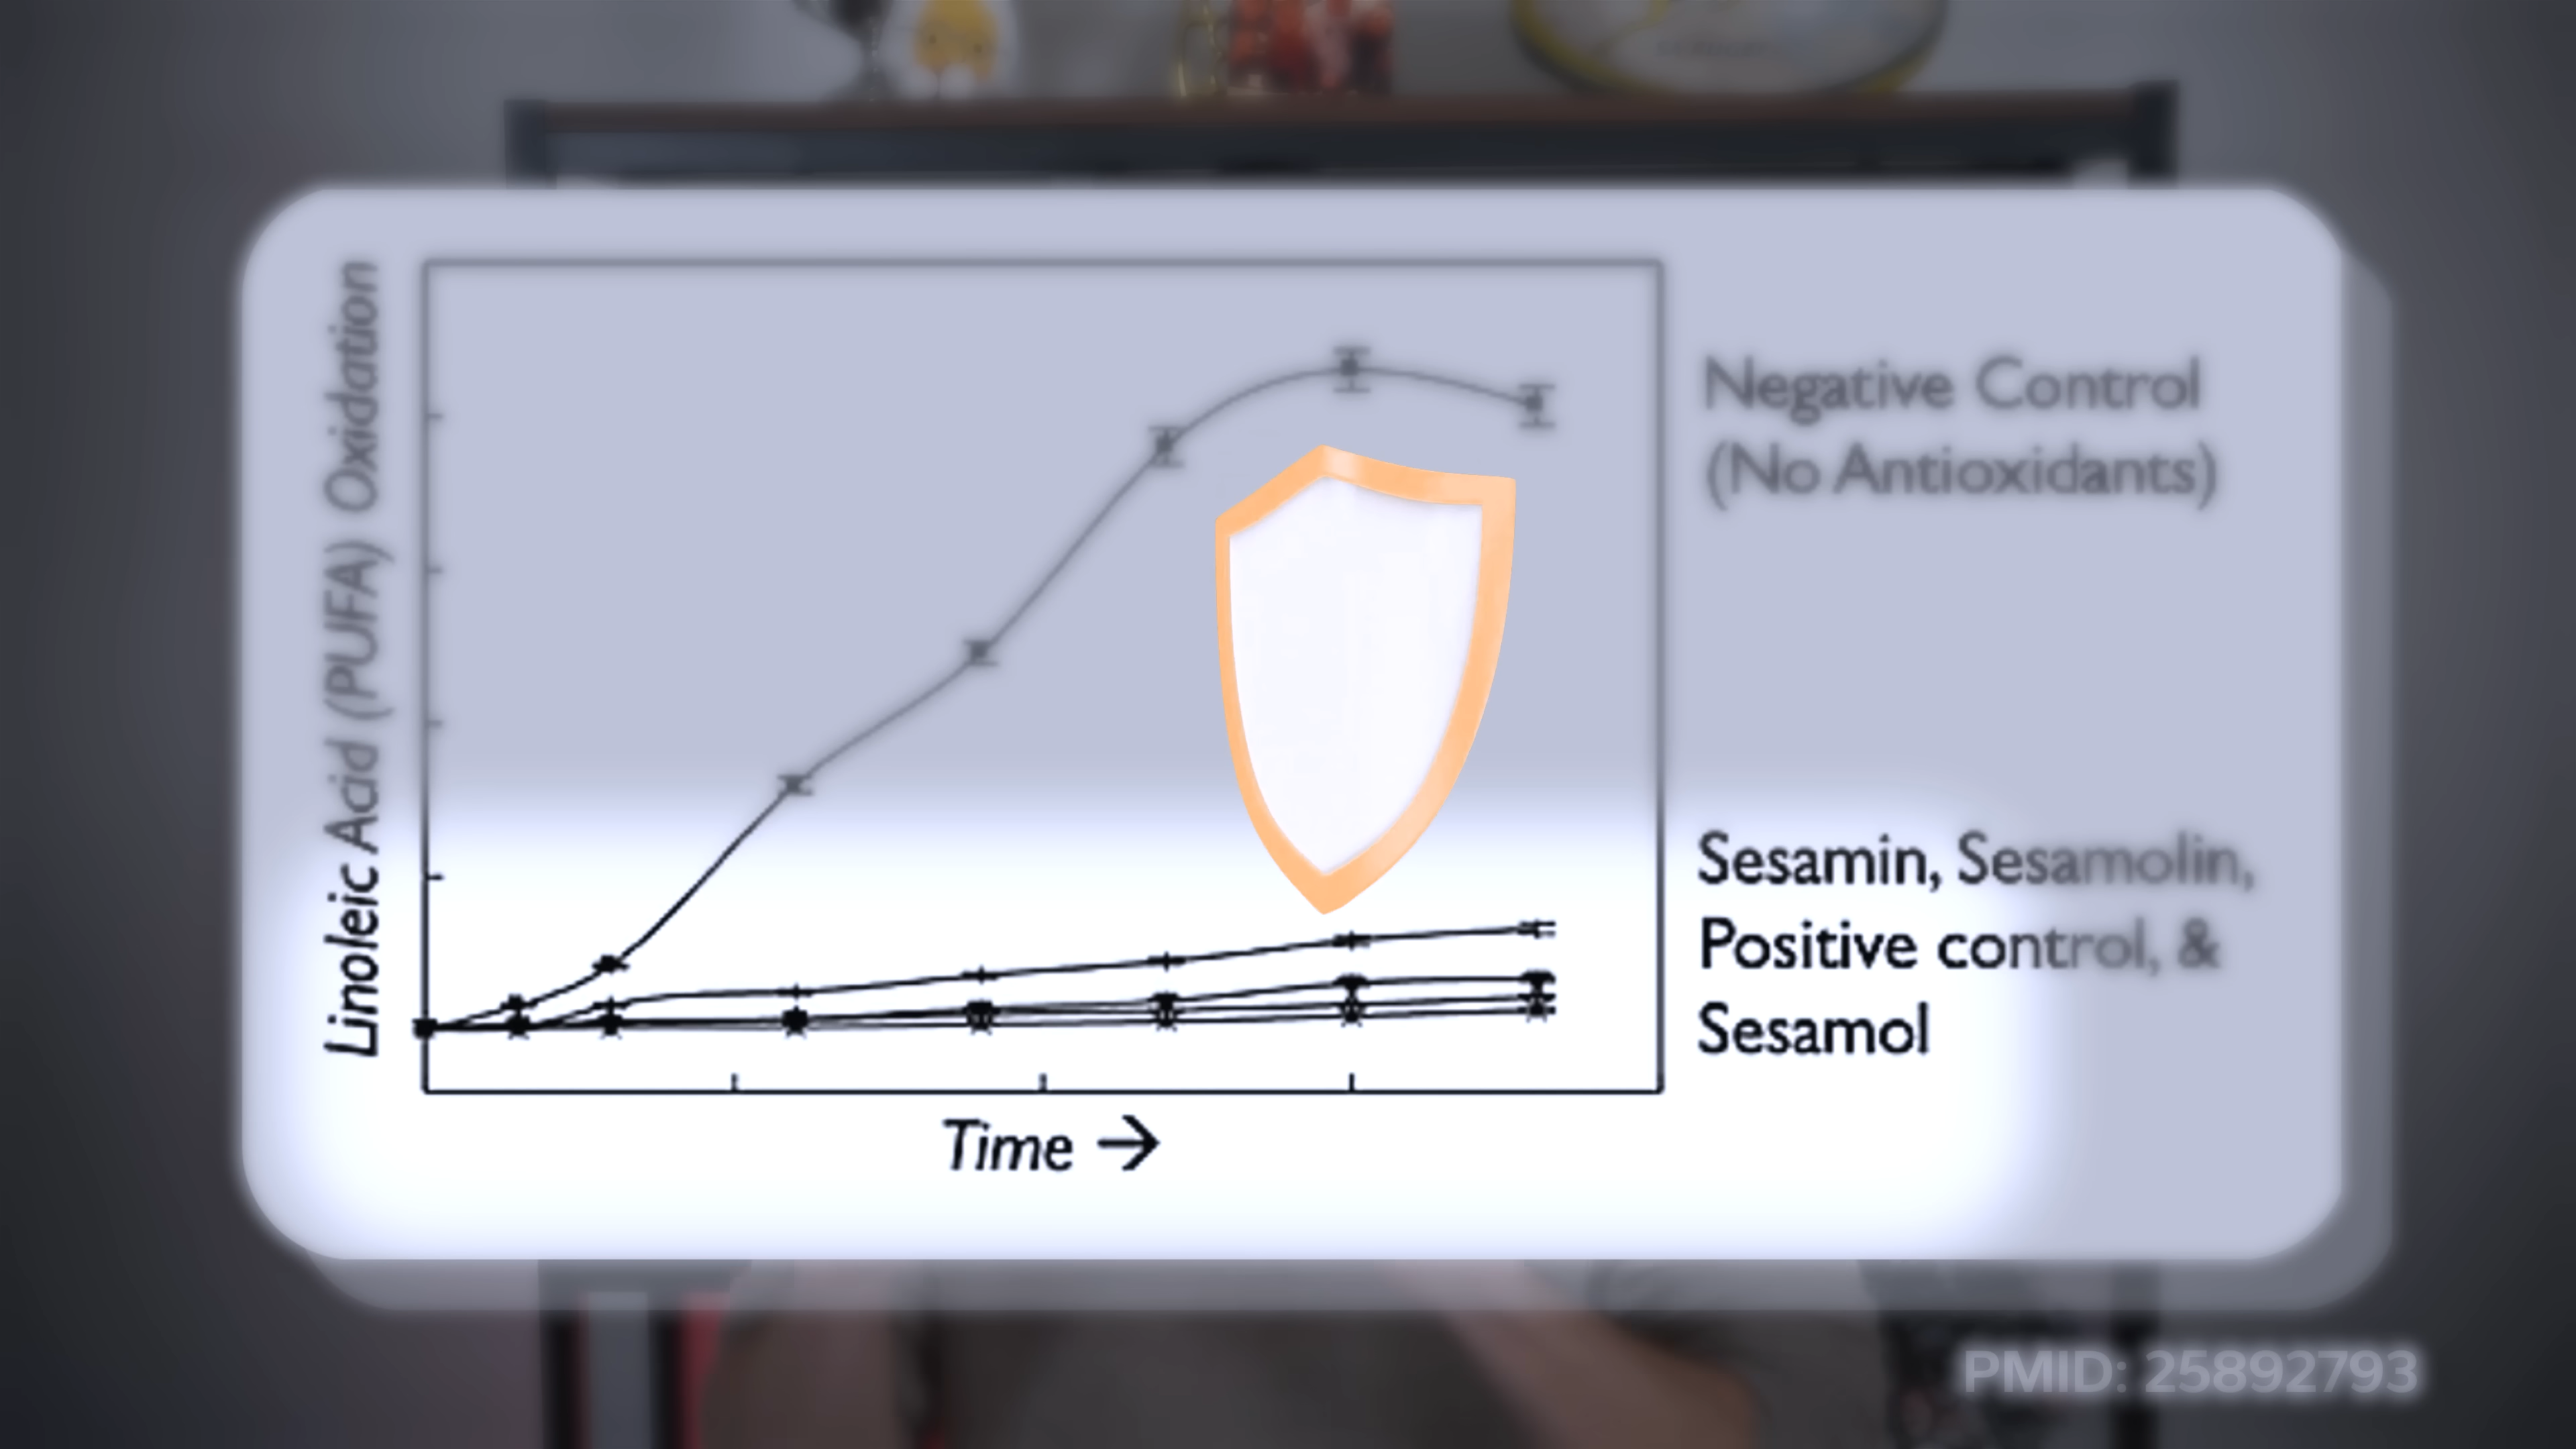 Linoleic Acid (PUFA) Oxidation
Negative Control
(No Antioxidants)
Sesamin, Sesamolin,
Positive control, &
Sesamol
Time →
PMID: 25892793